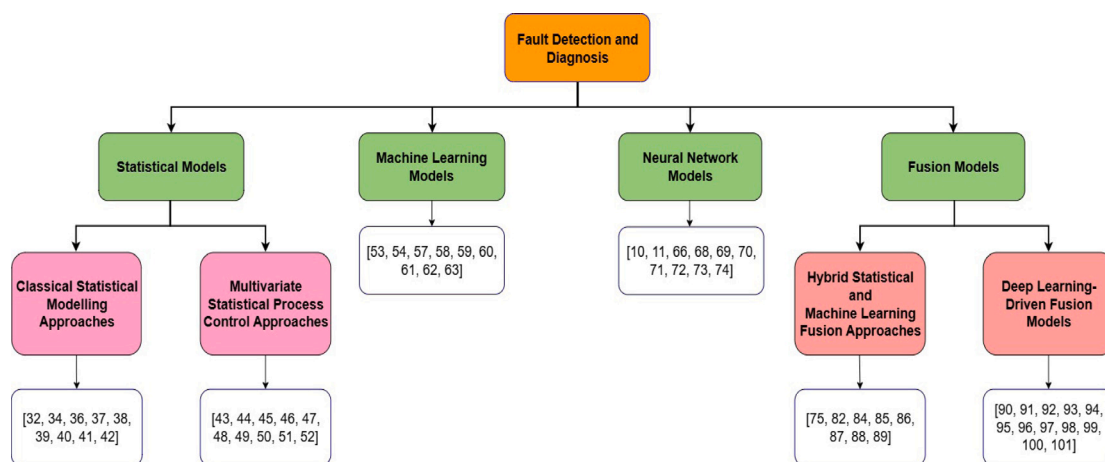 Fault Detection and
Diagnosis
Statistical Models
Machine Learning
Models
Neural Network
Models
Fusion Models
[53, 54, 57, 58, 59, 60,
61, 62, 63]
[10, 11, 66, 68, 69, 70,
71, 72, 73, 74]
Classical Statistical
Modelling
Approaches
Multivariate
Statistical Process
Control Approaches
Hybrid Statistical
and
Machine Learning
Fusion Approaches
Deep Learning-
Driven Fusion
Models
[32, 34, 36, 37, 38,
39, 40, 41, 42]
[43, 44, 45, 46, 47,
48, 49, 50, 51, 52]
[75, 82, 84, 85, 86,
87, 88, 89]
[90, 91, 92, 93, 94,
95, 96, 97, 98, 99,
100, 101]